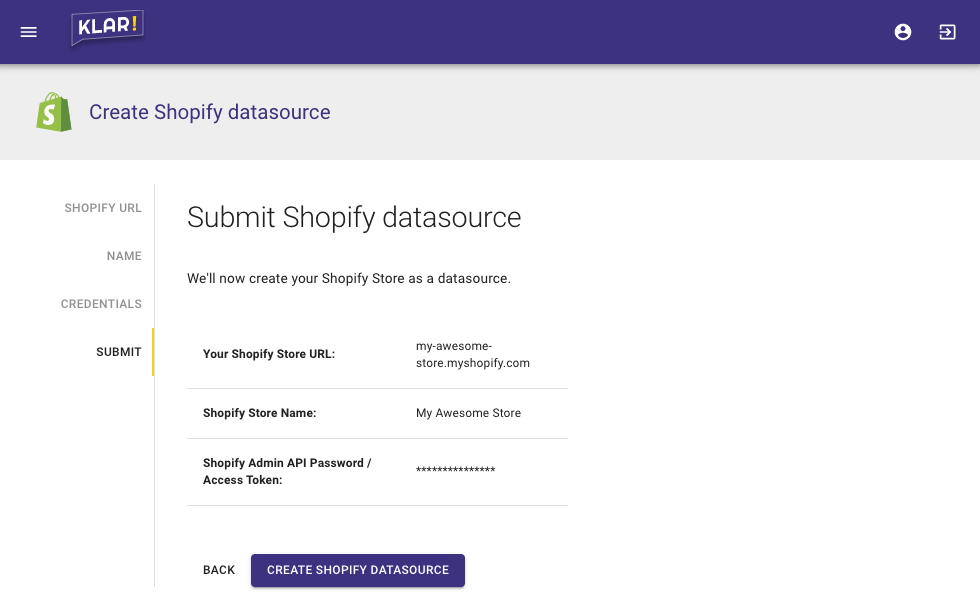 KLAR!
Create Shopify datasource
SHOPIFY URL
NAME
CREDENTIALS
SUBMIT
Submit Shopify datasource
We'll now create your Shopify Store as a datasource.
Your Shopify Store URL:
my-awesome-
store.myshopify.com
Shopify Store Name:
My Awesome Store
Shopify Admin API Password /
Access Token:
***************
BACK
CREATE SHOPIFY DATASOURCE